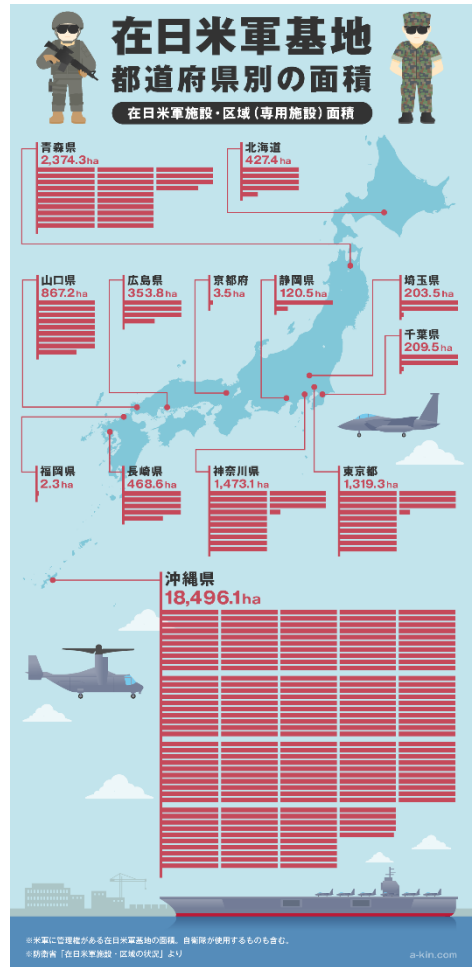 在日米軍基地
都道府県別の面積
在日米軍施設・区域（専用施設）面積
青森県
2,374.3ha
北海道
427.4ha
山口県
867.2ha
広島県
353.8ha
京都府
3.5ha
静岡県
120.5ha
埼玉県
203.5ha
千葉県
209.5ha
福岡県
2.3ha
長崎県
468.6ha
神奈川県
1,473.1ha
東京都
1,319.3ha
沖縄県
18,496.1ha
※米軍に管理権がある在日米軍基地の面積。自衛隊が使用するものも含む。
※防衛省「在日米軍施設・区域の状況」より
a-kin.com